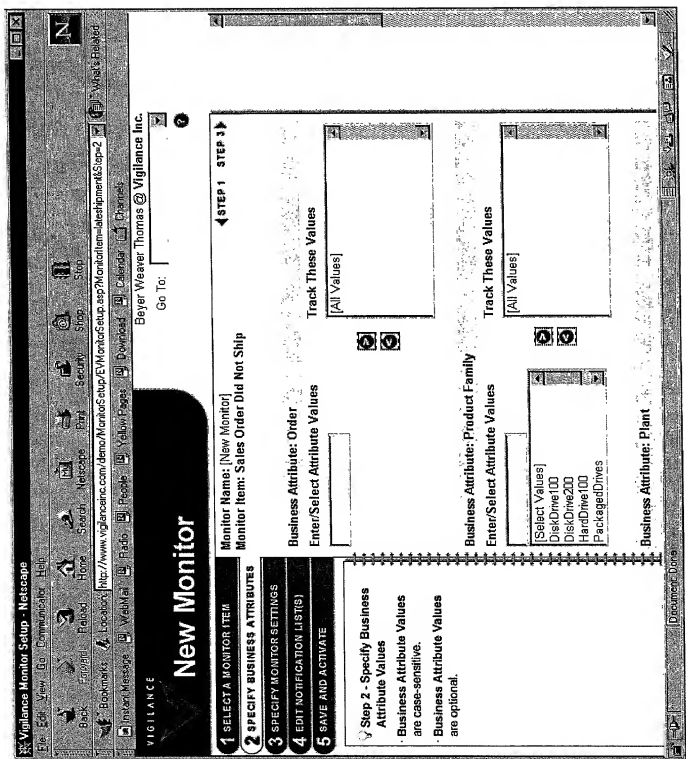 Vigilance Monitor Setup - Netscape
File Edit View Go Communicator Help
Back Forward Reload Home Search Netscape Print Security Shop Stop
Bookmarks Location: http://www.vigilanceinc.com/demo/MonitorSetup/EVMonitorSetup.asp?MonitorItem=lateshipment&Step=2 What's Related
Instant Message WebMail Radio People Yellow Pages Download Calendar Channels
VIGILANCE
New Monitor
Beyer Weaver Thomas @ Vigilance Inc.
Go To:
1 SELECT A MONITOR ITEM
2 SPECIFY BUSINESS ATTRIBUTES
3 SPECIFY MONITOR SETTINGS
4 EDIT NOTIFICATION LIST(S)
5 SAVE AND ACTIVATE
Step 2 - Specify Business
Attribute Values
· Business Attribute Values
are case-sensitive.
· Business Attribute Values
are optional.
Monitor Name: [New Monitor]
STEP 1 STEP 3
Monitor Item: Sales Order Did Not Ship
Business Attribute: Order
Enter/Select Attribute Values
Track These Values
[All Values]
Business Attribute: Product Family
Enter/Select Attribute Values
Track These Values
[Select Values]
DiskDrive100
DiskDrive200
HardDrive100
PackagedDrives
[All Values]
Business Attribute: Plant
Document: Done